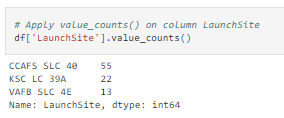 # Apply value_counts() on column LaunchSite
df['LaunchSite'].value_counts()
CCAFS SLC 40    55
KSC LC 39A      22
VAFB SLC 4E     13
Name: LaunchSite, dtype: int64